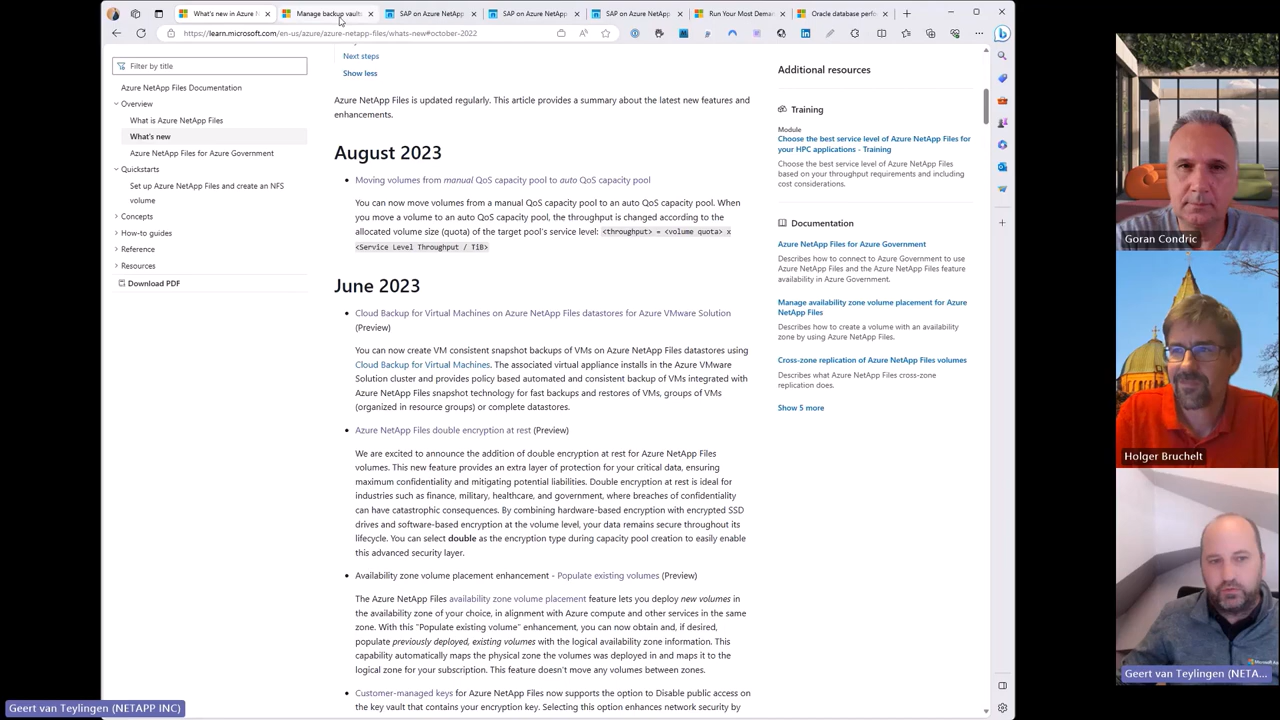 What's new in Azure N
Manage backup vault
SAP on Azure NetApp
SAP on Azure NetApp
SAP on Azure NetApp
Run Your Most Deman
Oracle database perfo
https://learn.microsoft.com/en-us/azure/azure-netapp-files/whats-new#october-2022
Filter by title
Azure NetApp Files Documentation
Overview
What is Azure NetApp Files
What's new
Azure NetApp Files for Azure Government
Quickstarts
Set up Azure NetApp Files and create an NFS
volume
Concepts
How-to guides
Reference
Resources
Download PDF
Next steps
Show less
Azure NetApp Files is updated regularly. This article provides a summary about the latest new features and
enhancements.
August 2023
• Moving volumes from manual QoS capacity pool to auto QoS capacity pool
You can now move volumes from a manual QoS capacity pool to an auto QoS capacity pool. When
you move a volume to an auto QoS capacity pool, the throughput is changed according to the
allocated volume size (quota) of the target pool's service level: <throughput> = <volume quota> x
<Service Level Throughput / TiB>
June 2023
• Cloud Backup for Virtual Machines on Azure NetApp Files datastores for Azure VMware Solution
(Preview)
You can now create VM consistent snapshot backups of VMs on Azure NetApp Files datastores using
Cloud Backup for Virtual Machines. The associated virtual appliance installs in the Azure VMware
Solution cluster and provides policy based automated and consistent backup of VMs integrated with
Azure NetApp Files snapshot technology for fast backups and restores of VMs, groups of VMs
(organized in resource groups) or complete datastores.
• Azure NetApp Files double encryption at rest (Preview)
We are excited to announce the addition of double encryption at rest for Azure NetApp Files
volumes. This new feature provides an extra layer of protection for your critical data, ensuring
maximum confidentiality and mitigating potential liabilities. Double encryption at rest is ideal for
industries such as finance, military, healthcare, and government, where breaches of confidentiality
can have catastrophic consequences. By combining hardware-based encryption with encrypted SSD
drives and software-based encryption at the volume level, your data remains secure throughout its
lifecycle. You can select double as the encryption type during capacity pool creation to easily enable
this advanced security layer.
• Availability zone volume placement enhancement - Populate existing volumes (Preview)
The Azure NetApp Files availability zone volume placement feature lets you deploy new volumes in
the availability zone of your choice, in alignment with Azure compute and other services in the same
zone. With this "Populate existing volume" enhancement, you can now obtain and, if desired,
populate previously deployed, existing volumes with the logical availability zone information. This
capability automatically maps the physical zone the volumes was deployed in and maps it to the
logical zone for your subscription. This feature doesn't move any volumes between zones.
• Customer-managed keys for Azure NetApp Files now supports the option to Disable public access on
the key vault that contains your encryption key. Selecting this option enhances network security by
Additional resources
Training
Module
Choose the best service level of Azure NetApp Files for
your HPC applications - Training
Choose the best service level of Azure NetApp Files
based on your throughput requirements and including
cost considerations.
Documentation
Azure NetApp Files for Azure Government
Describes how to connect to Azure Government to use
Azure NetApp Files and the Azure NetApp Files feature
availability in Azure Government.
Manage availability zone volume placement for Azure
NetApp Files
Describes how to create a volume with an availability
zone by using Azure NetApp Files.
Cross-zone replication of Azure NetApp Files volumes
Describes what Azure NetApp Files cross-zone
replication does.
Show 5 more
Goran Condric
Holger Bruchelt
Geert van Teylingen (NETA...
Geert van Teylingen (NETAPP INC)